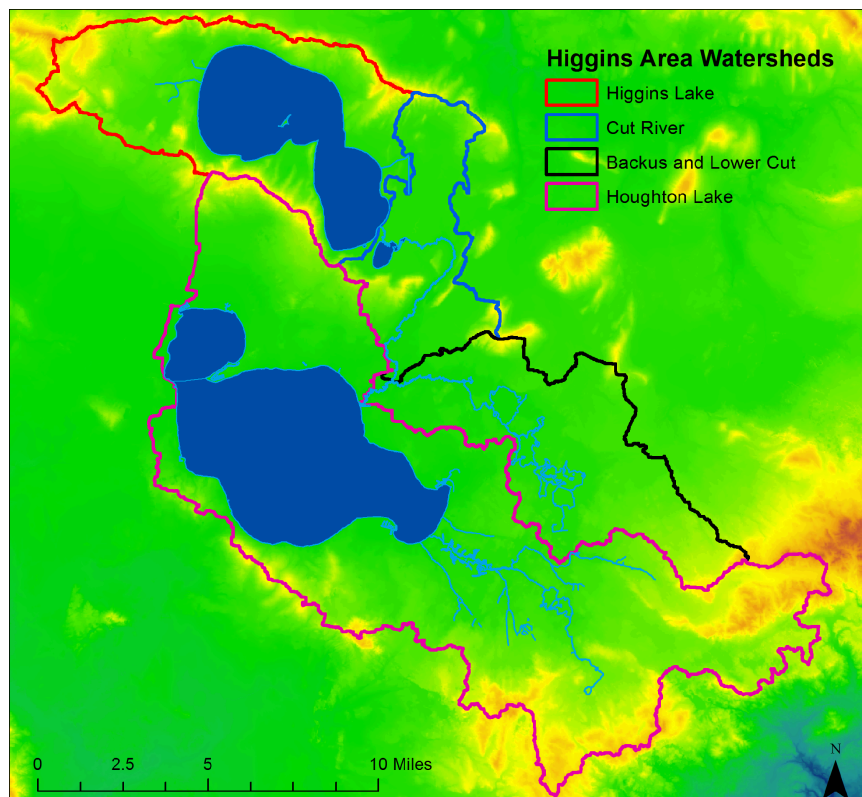 Higgins Area Watersheds
Higgins Lake
Cut River
Backus and Lower Cut
Houghton Lake
N
0 2.5 5 10 Miles